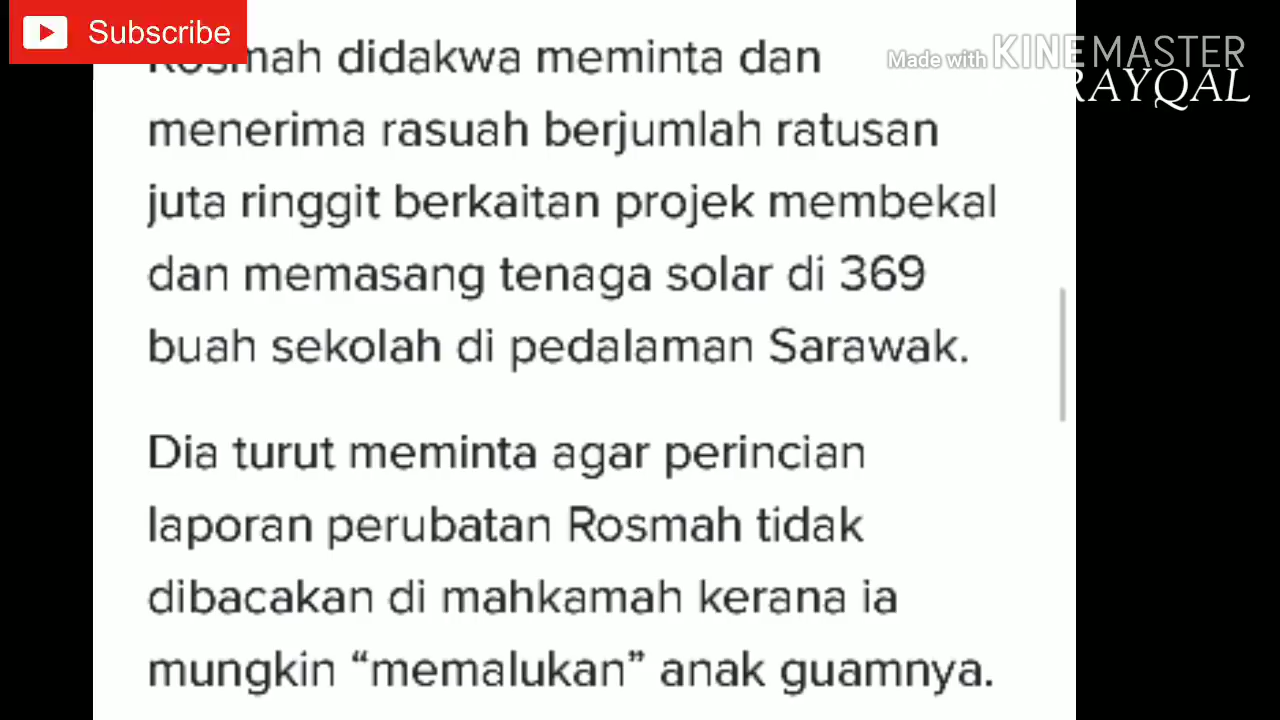 Subscribe
Made with KINEMASTER
RAYQAL
Rosmah didakwa meminta dan
menerima rasuah berjumlah ratusan
juta ringgit berkaitan projek membekal
dan memasang tenaga solar di 369
buah sekolah di pedalaman Sarawak.
Dia turut meminta agar perincian
laporan perubatan Rosmah tidak
dibacakan di mahkamah kerana ia
mungkin “memalukan” anak guamnya.